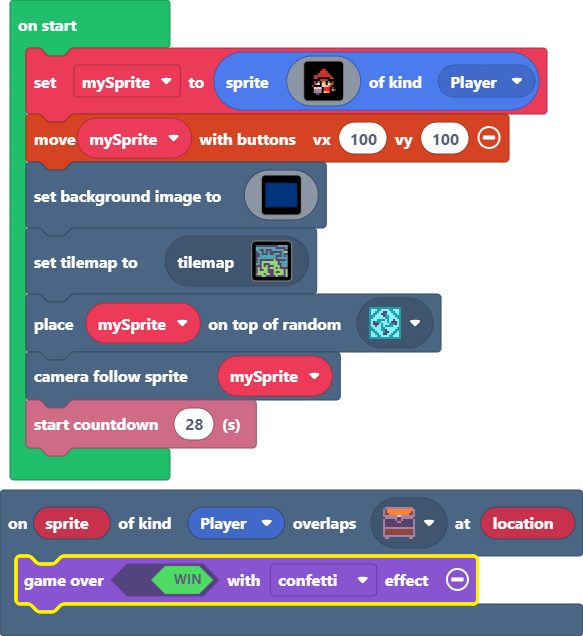 on start
set mySprite to sprite of kind Player
move mySprite with buttons vx 100 vy 100
set background image to
set tilemap to tilemap
place mySprite on top of random
camera follow sprite mySprite
start countdown 28 (s)
on sprite of kind Player overlaps at location
game over WIN with confetti effect